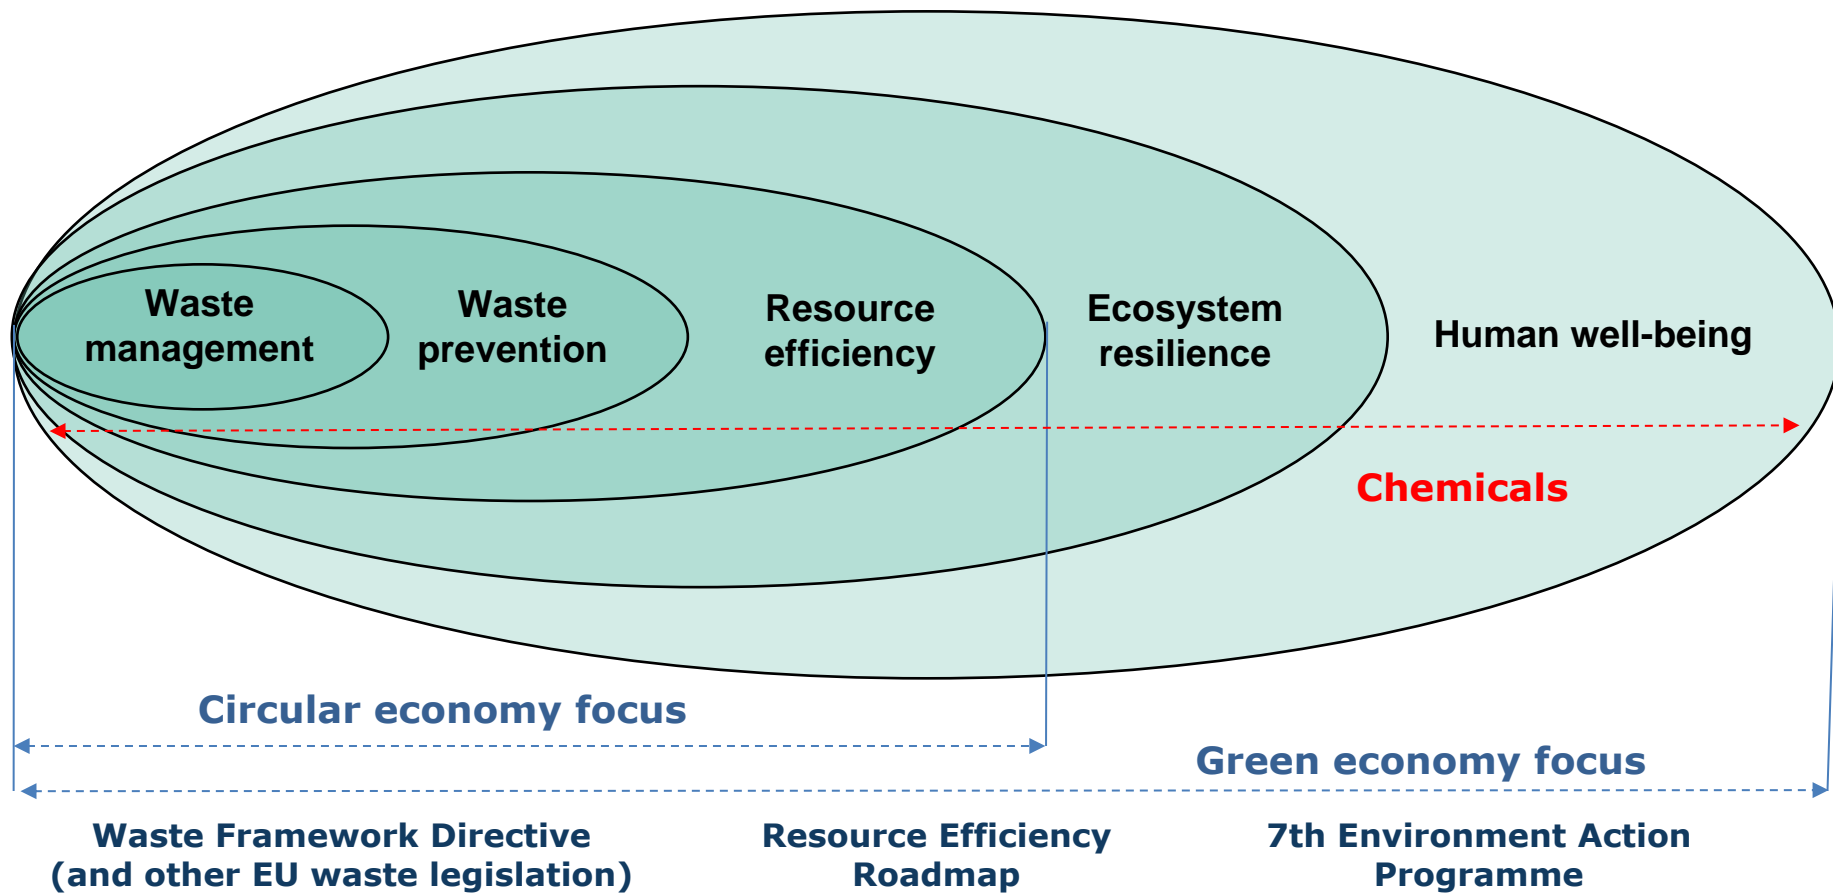 Waste
management
Waste
prevention
Resource
efficiency
Ecosystem
resilience
Human well-being
Chemicals
Circular economy focus
Green economy focus
Waste Framework Directive
(and other EU waste legislation)
Resource Efficiency
Roadmap
7th Environment Action
Programme